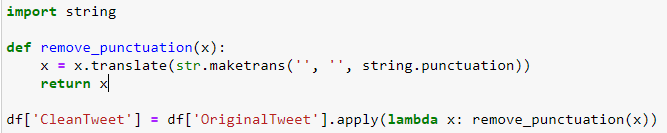 import string
def remove_punctuation(x):
    x = x.translate(str.maketrans('', '', string.punctuation))
    return x
df['CleanTweet'] = df['OriginalTweet'].apply(lambda x: remove_punctuation(x))